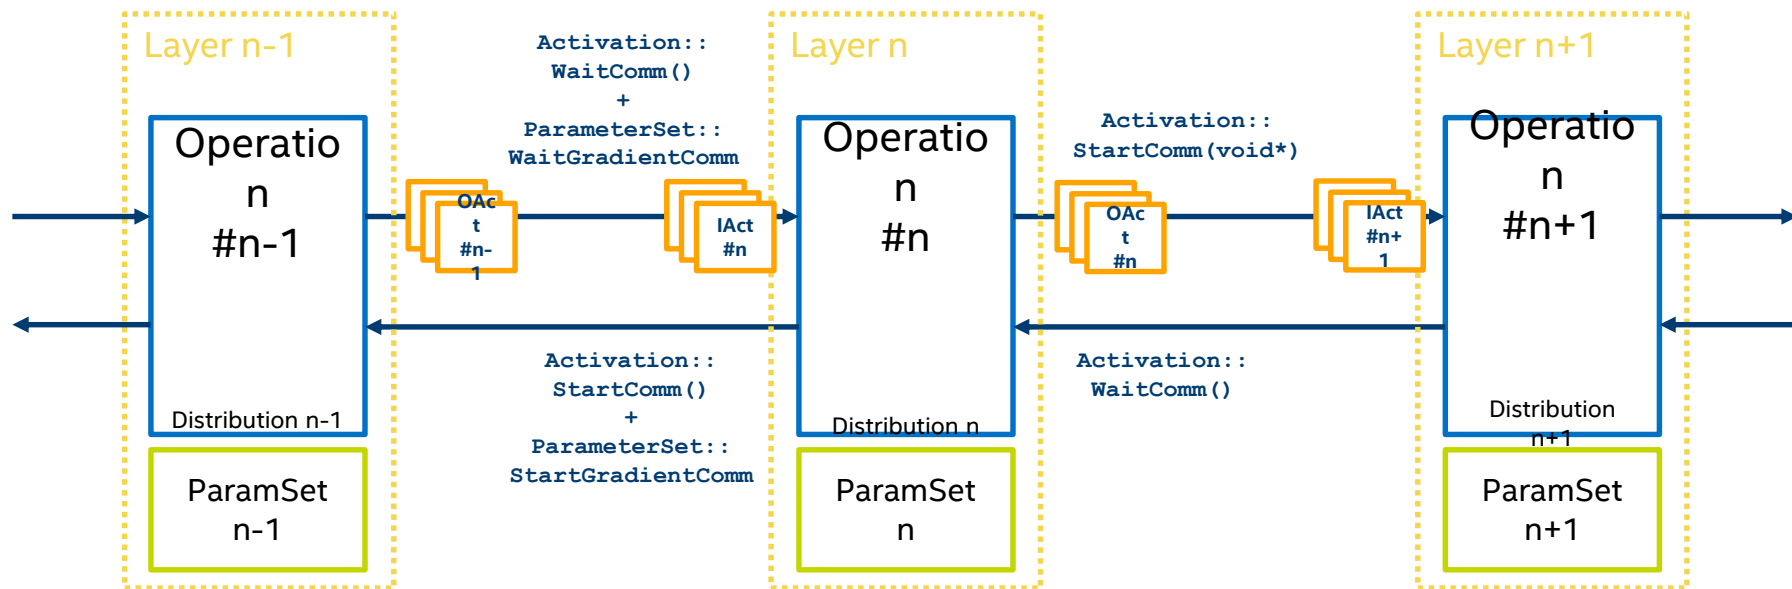 Layer n-1
Operatio
n
#n-1
Distribution n-1
ParamSet
n-1
Activation::
WaitComm()
+
ParameterSet::
WaitGradientComm
OAc
t
#n-
1
IAct
#n
Activation::
StartComm()
+
ParameterSet::
StartGradientComm
Layer n
Operatio
n
#n
Distribution n
ParamSet
n
Activation::
StartComm(void*)
OAc
t
#n
IAct
#n+
1
Activation::
WaitComm()
Layer n+1
Operatio
n
#n+1
Distribution
n+1
ParamSet
n+1